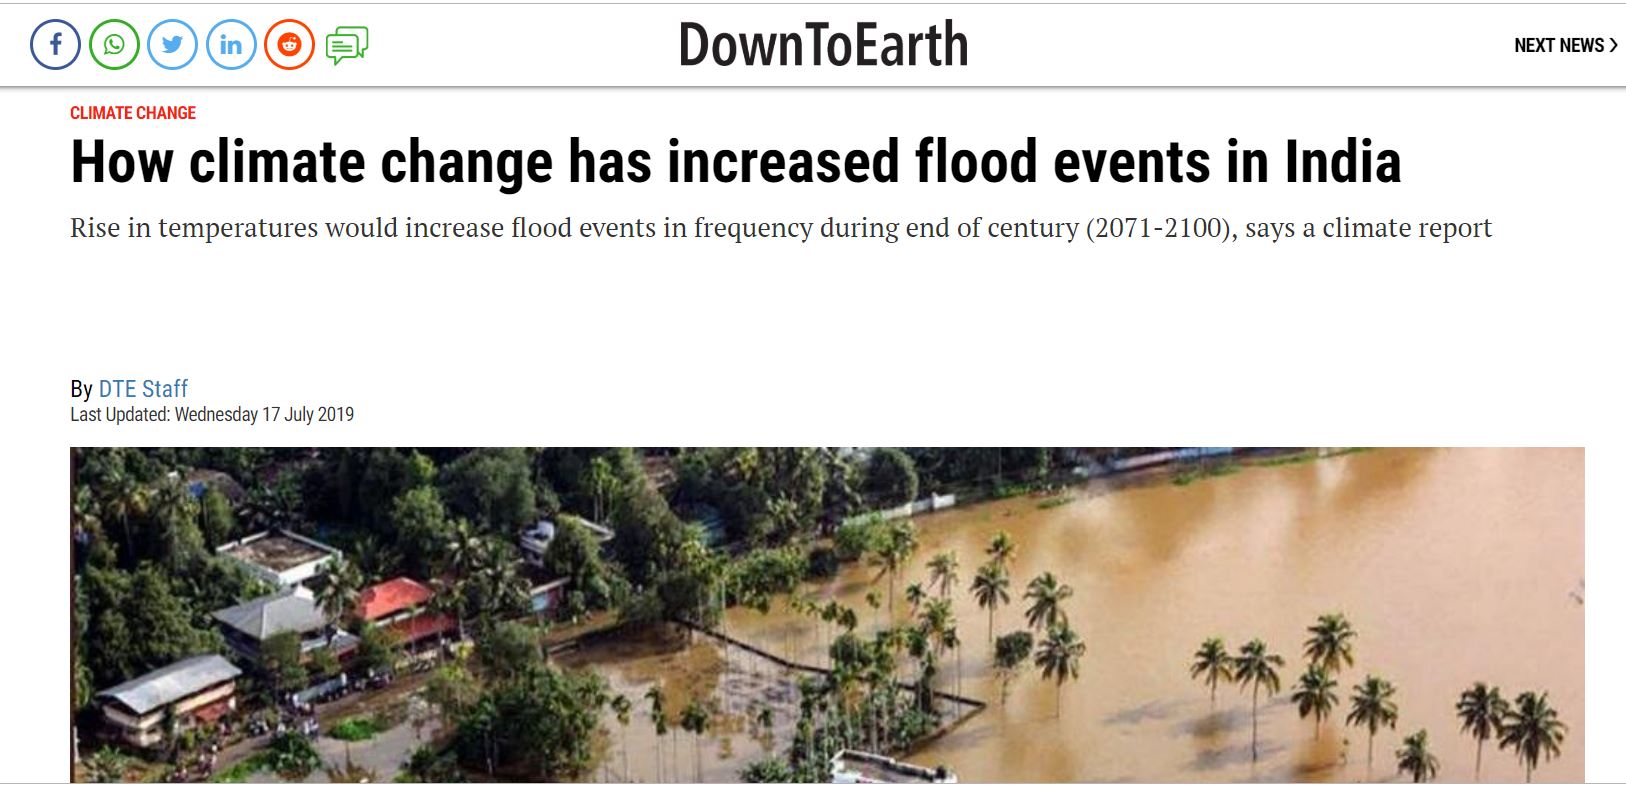 DownToEarth
NEXT NEWS
CLIMATE CHANGE
How climate change has increased flood events in India
Rise in temperatures would increase flood events in frequency during end of century (2071-2100), says a climate report
By DTE Staff
Last Updated: Wednesday 17 July 2019